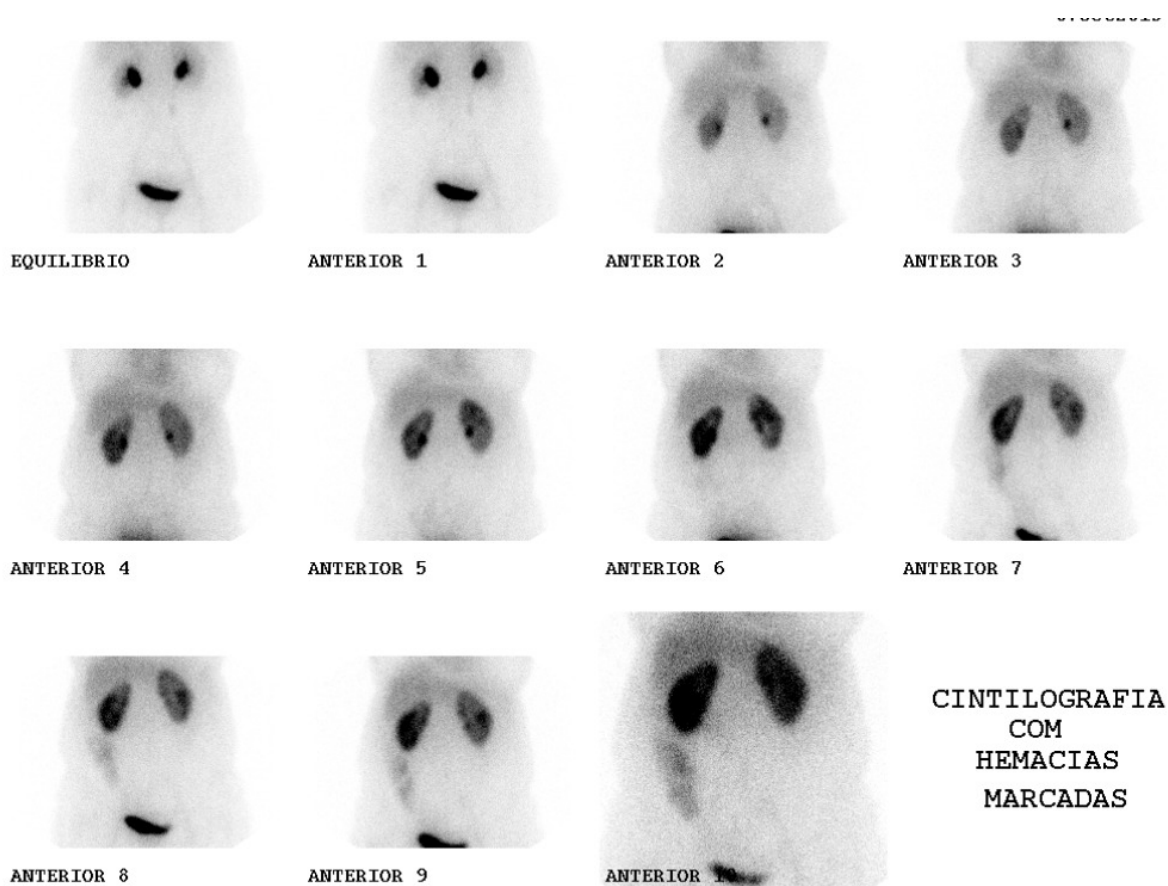 EQUILIBRIO
ANTERIOR 1
ANTERIOR 2
ANTERIOR 3
ANTERIOR 4
ANTERIOR 5
ANTERIOR 6
ANTERIOR 7
ANTERIOR 8
ANTERIOR 9
ANTERIOR 10
CINTILOGRAFIA
COM
HEMACIAS
MARCADAS